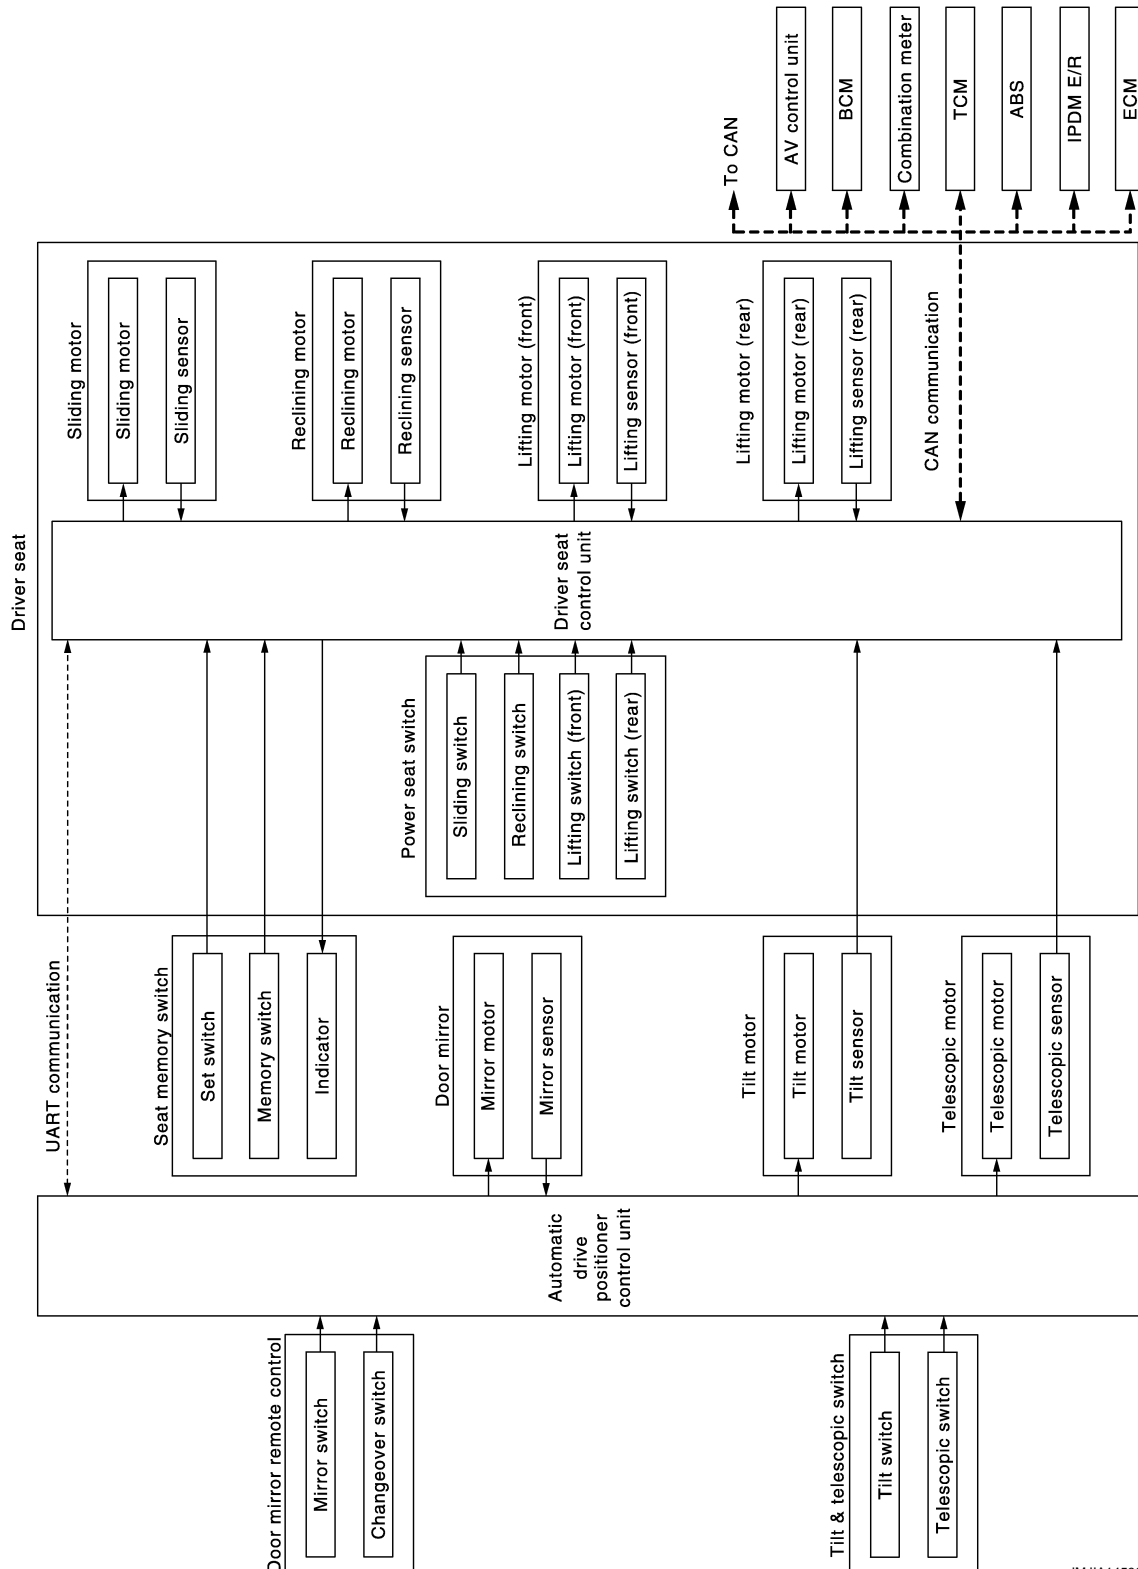 Door mirror remote control
Mirror switch
Changeover switch
Tilt & telescopic switch
Tilt switch
Telescopic switch
Automatic
drive
positioner
control unit
UART communication
Seat memory switch
Set switch
Memory switch
Indicator
Door mirror
Mirror motor
Mirror sensor
Tilt motor
Tilt motor
Tilt sensor
Telescopic motor
Telescopic motor
Telescopic sensor
Driver seat
Power seat switch
Sliding switch
Reclining switch
Lifting switch (front)
Lifting switch (rear)
Driver seat
control unit
Sliding motor
Sliding motor
Sliding sensor
Reclining motor
Reclining motor
Reclining sensor
Lifting motor (front)
Lifting motor (front)
Lifting sensor (front)
Lifting motor (rear)
Lifting motor (rear)
Lifting sensor (rear)
CAN communication
To CAN
AV control unit
BCM
Combination meter
TCM
ABS
IPDM E/R
ECM